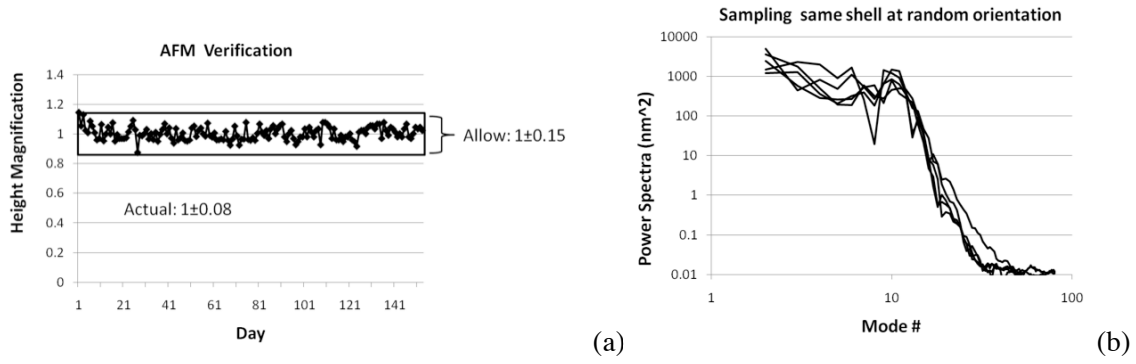 AFM Verification
Height Magnification
1.4
1.2
1
0.8
0.6
0.4
0.2
0
Allow: 1±0.15
Actual: 1±0.08
1 21 41 61 81 101 121 141
Day
(a)
Sampling same shell at random orientation
Power Spectra (nm^2)
10000
1000
100
10
1
0.1
0.01
1 10 100
Mode #
(b)